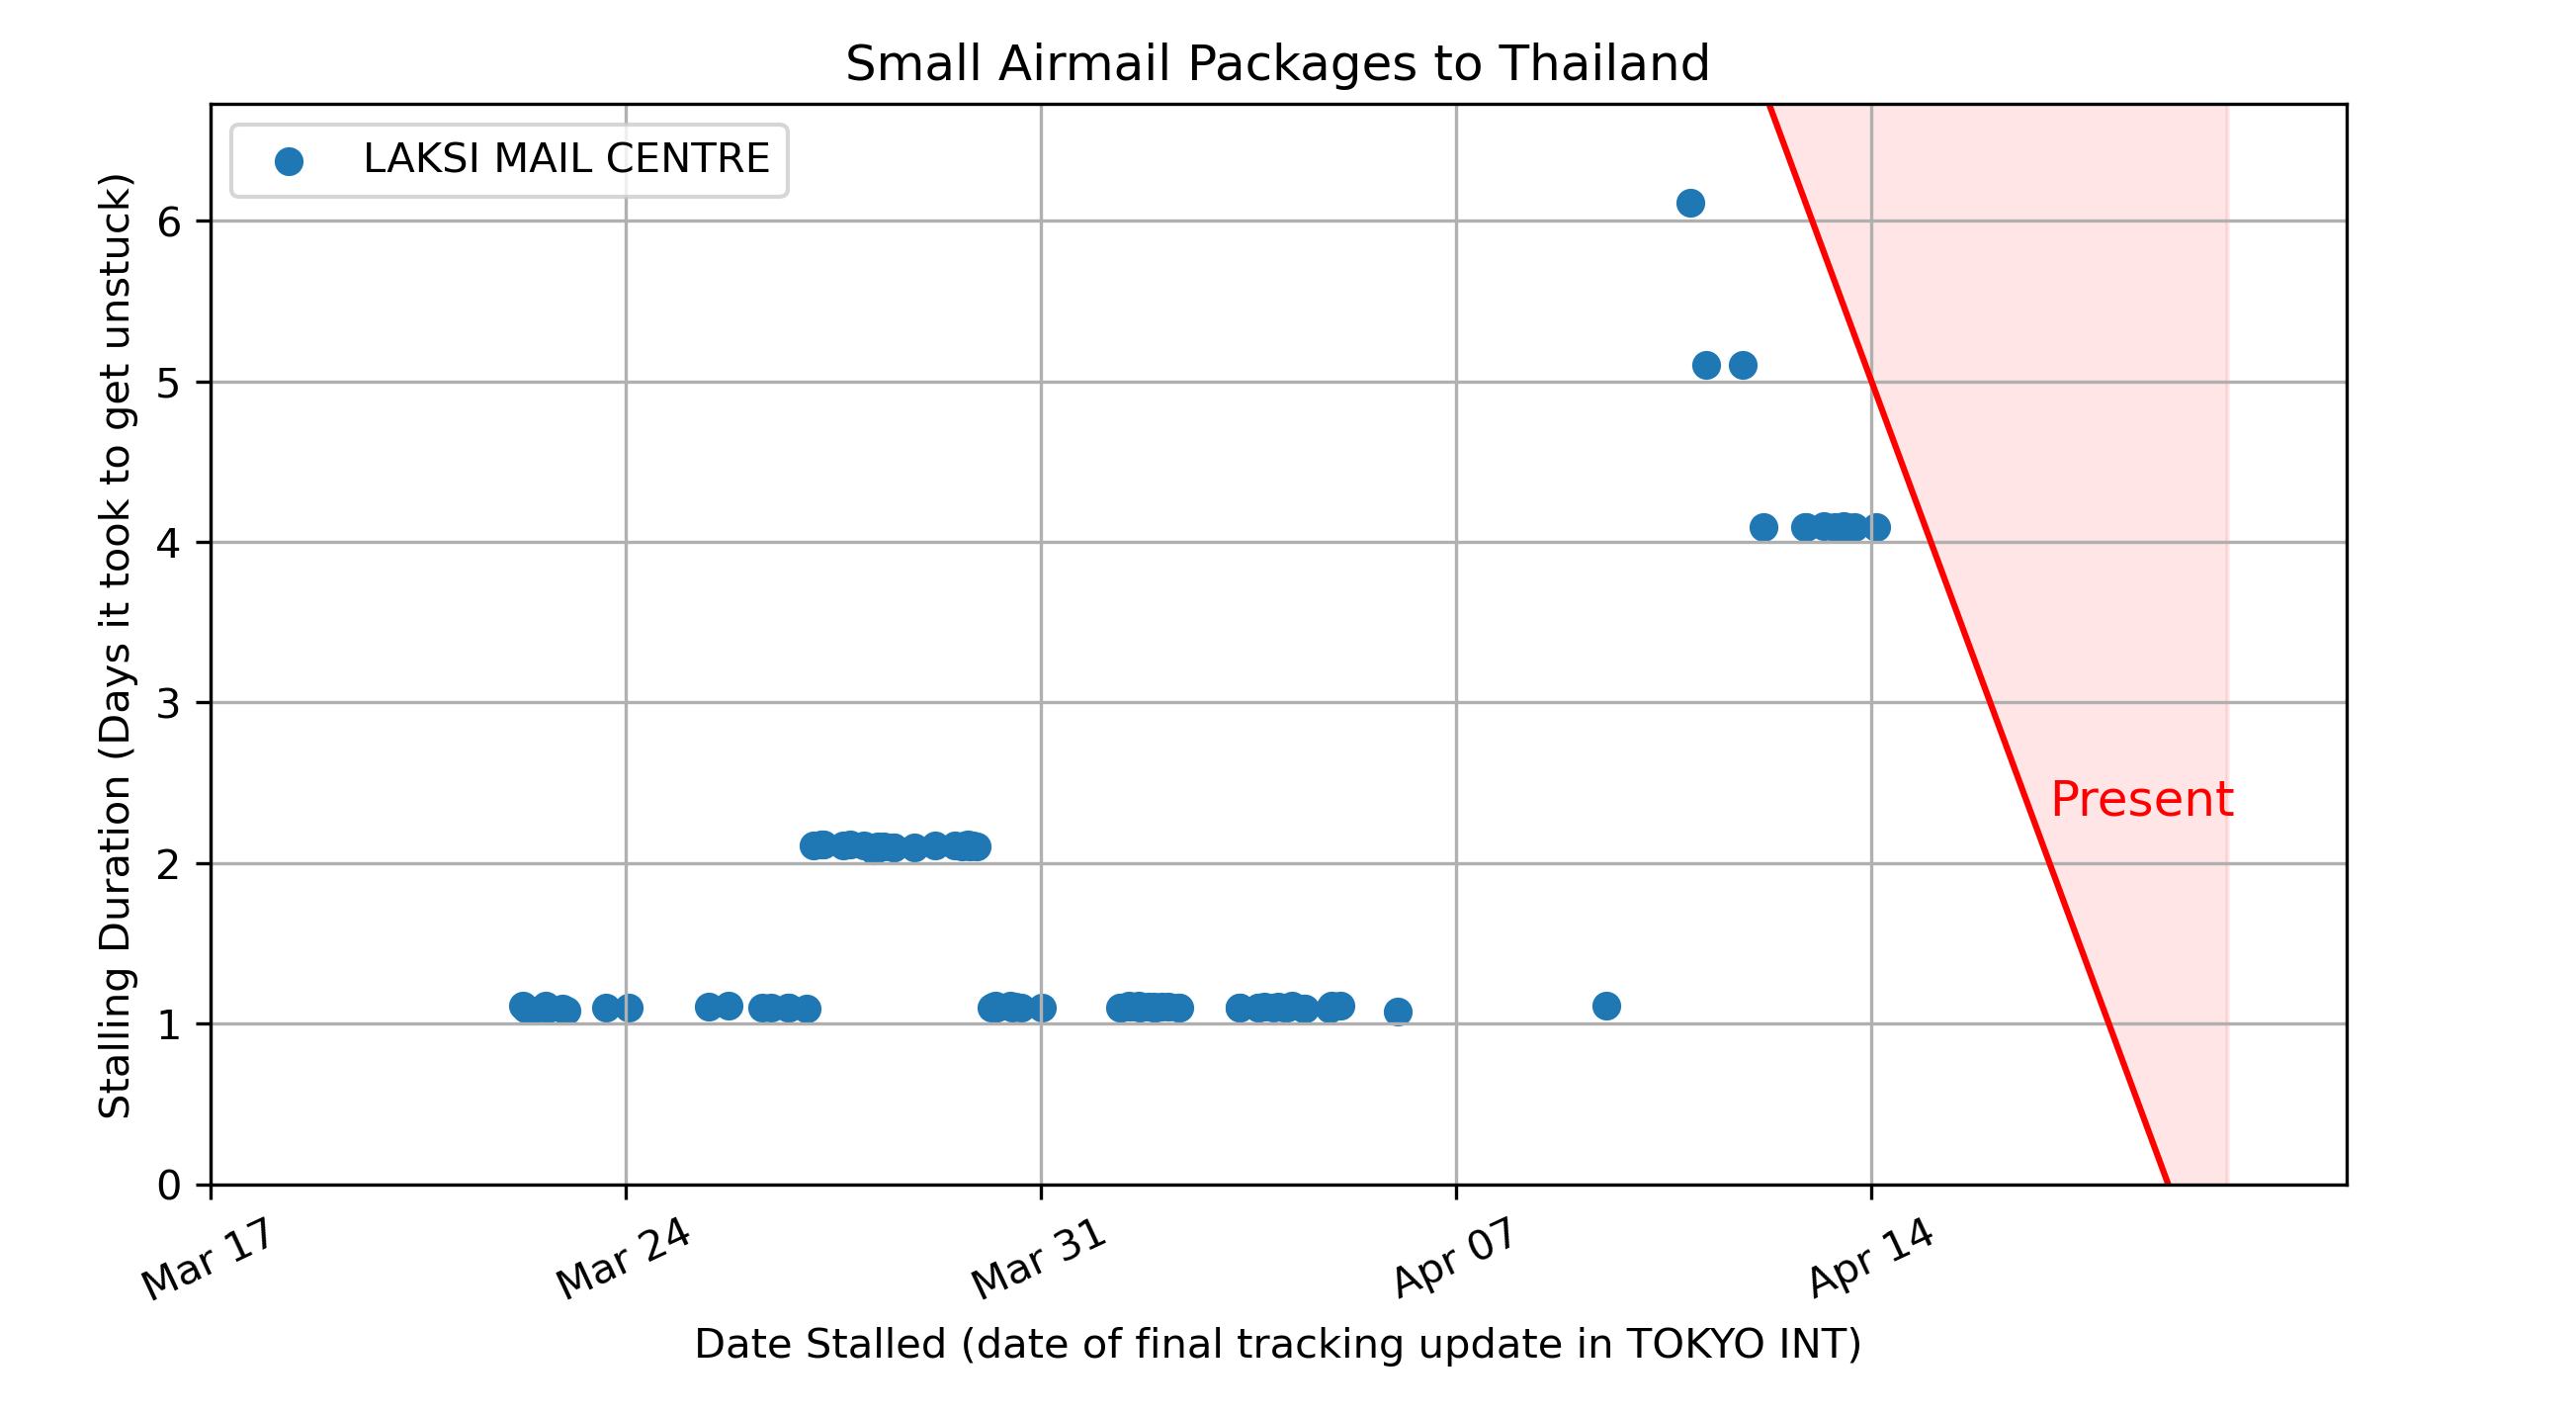 Small Airmail Packages to Thailand
LAKSI MAIL CENTRE
Stalling Duration (Days it took to get unstuck)
6
5
4
3
2
1
0
Present
Mar 17
Mar 24
Mar 31
Apr 07
Apr 14
Date Stalled (date of final tracking update in TOKYO INT)